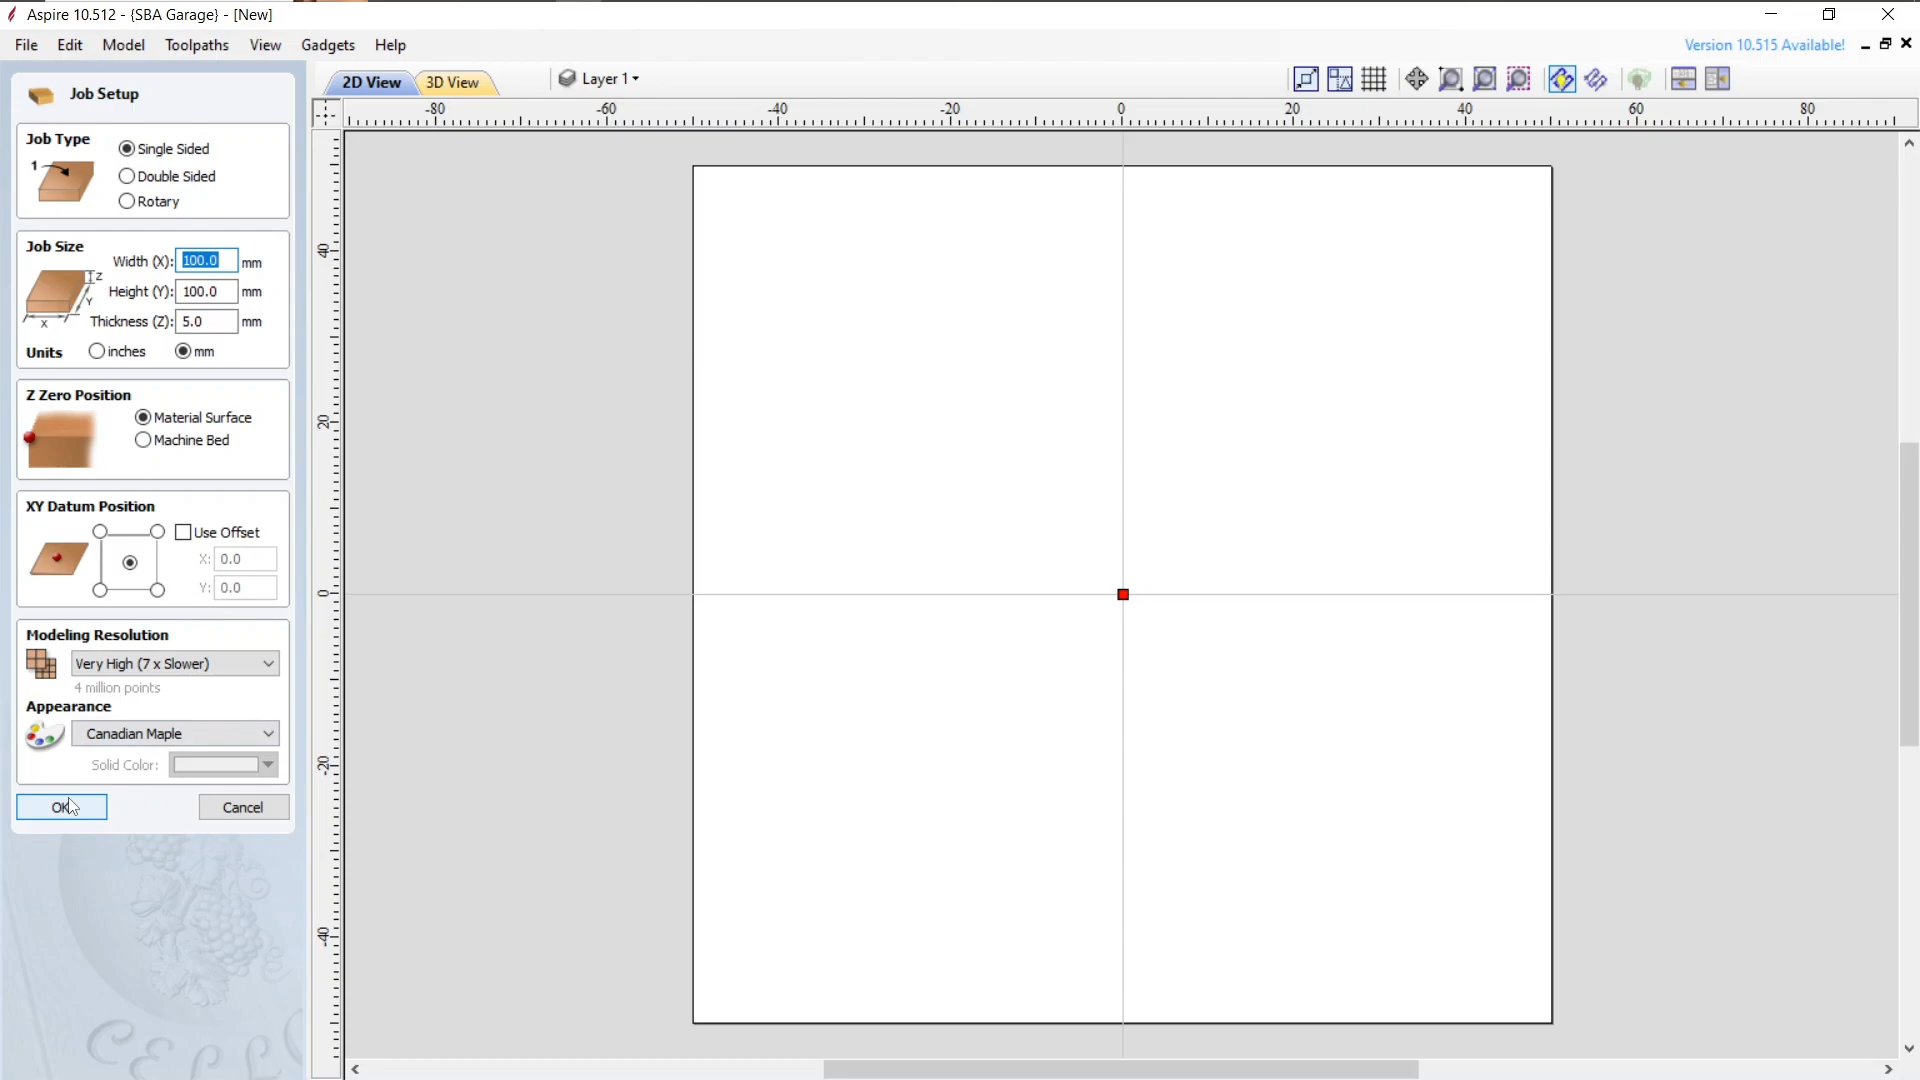 Aspire 10.512 - {SBA Garage} - [New]
File Edit Model Toolpaths View Gadgets Help
Version 10.515 Available!
Job Setup
2D View 3D View Layer 1
-80 -60 -40 -20 0 20 40 60 80
Job Type
1
Single Sided
Double Sided
Rotary
Job Size
Width (X): 100.0 mm
Z
Height (Y): 100.0 mm
Y
X
Thickness (Z): 5.0 mm
Units inches mm
Z Zero Position
Material Surface
Machine Bed
XY Datum Position
Use Offset
X: 0.0
Y: 0.0
Modeling Resolution
Very High (7 x Slower)
4 million points
Appearance
Canadian Maple
Solid Color:
OK Cancel
40
20
0
-20
-40
CELLO